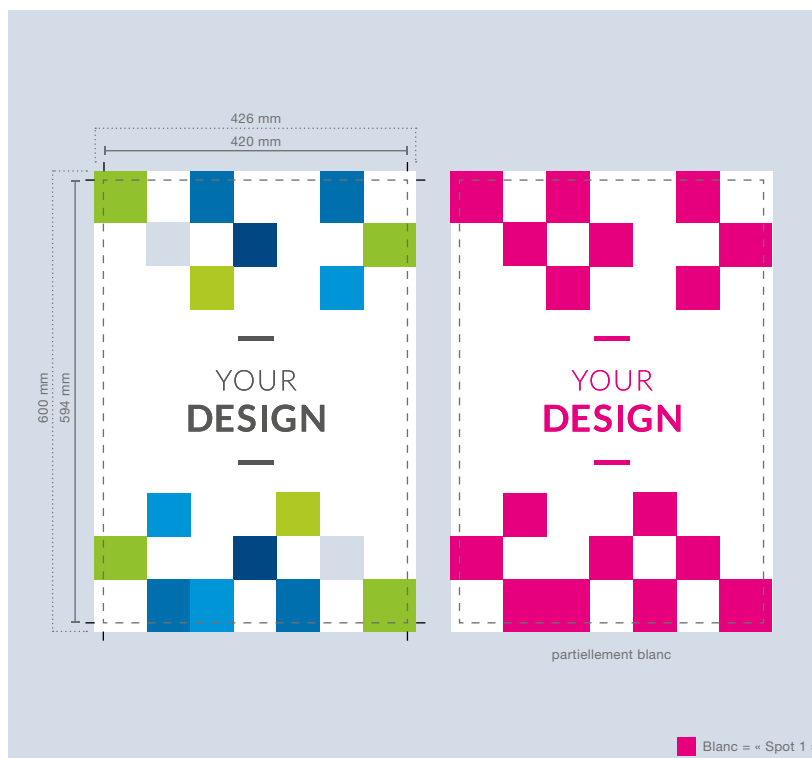 426 mm
420 mm
600 mm
594 mm
YOUR
DESIGN
YOUR
DESIGN
partiellement blanc
Blanc = « Spot 1 »